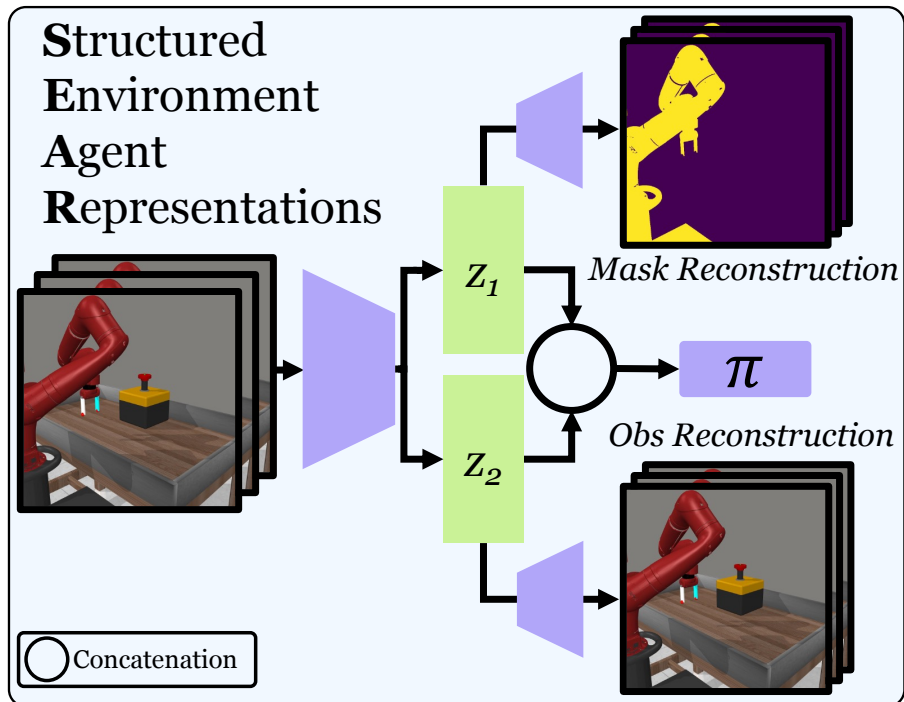 Structured
Environment
Agent
Representations
z1
Mask Reconstruction
π
z2
Obs Reconstruction
Concatenation